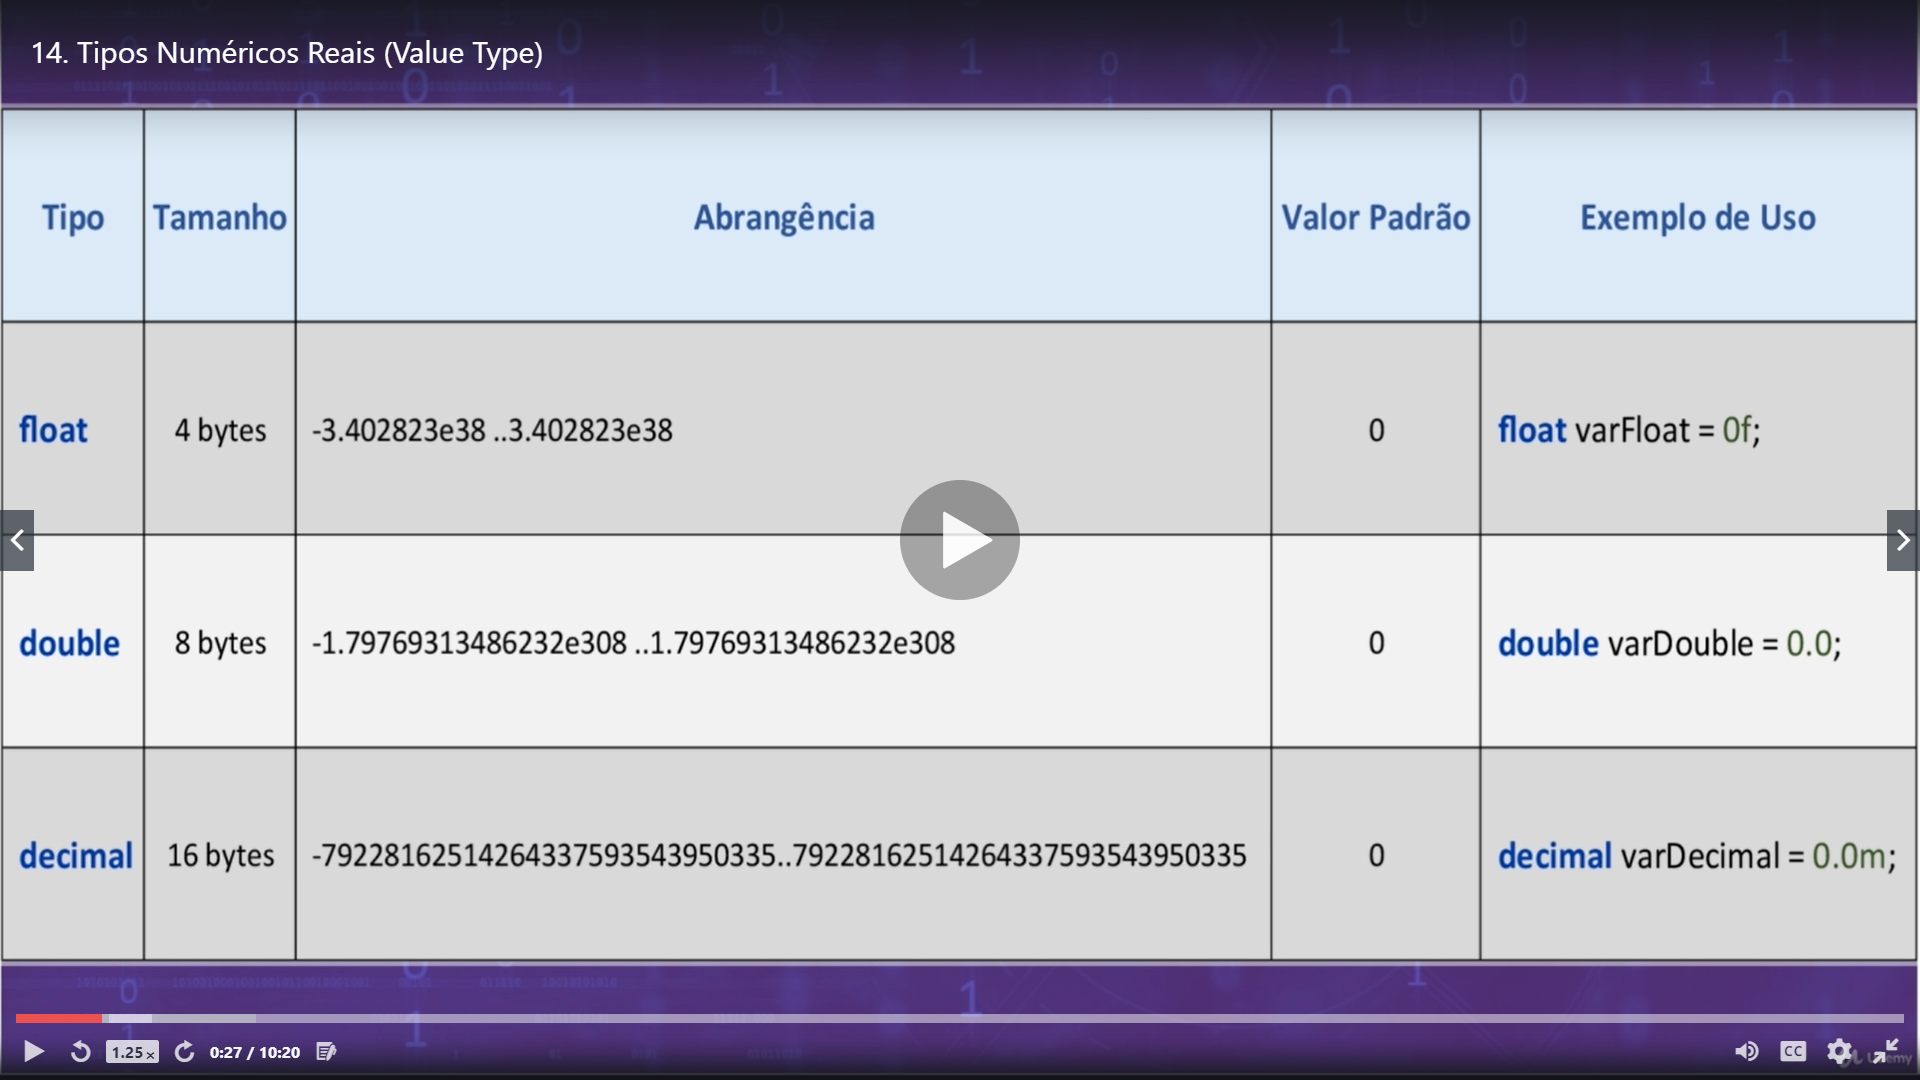 14. Tipos Numéricos Reais (Value Type)
Tipo Tamanho Abrangência Valor Padrão Exemplo de Uso
float 4 bytes -3.402823e38 ..3.402823e38 0 float varFloat = 0f;
double 8 bytes -1.79769313486232e308 ..1.79769313486232e308 0 double varDouble = 0.0;
decimal 16 bytes -79228162514264337593543950335..79228162514264337593543950335 0 decimal varDecimal = 0.0m;
1.25x 0:27 / 10:20 CC